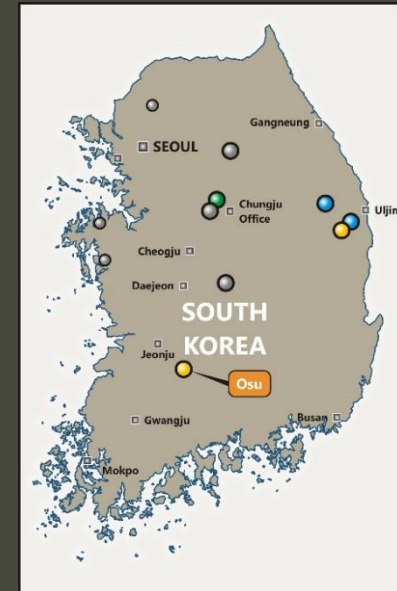 Gangneung
SEOUL
Chungju
Office
Uljin
Cheogju
Daejeon
SOUTH
KOREA
Jeonju
Osu
Gwangju
Busan
Mokpo